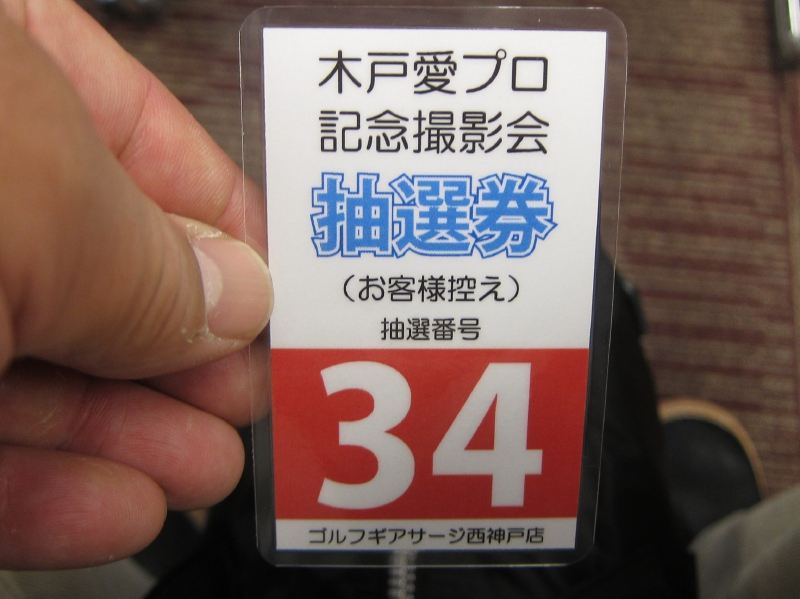 木戸愛プロ
記念撮影会
抽選券
（お客様控え）
抽選番号
34
ゴルフギアサージ西神戸店